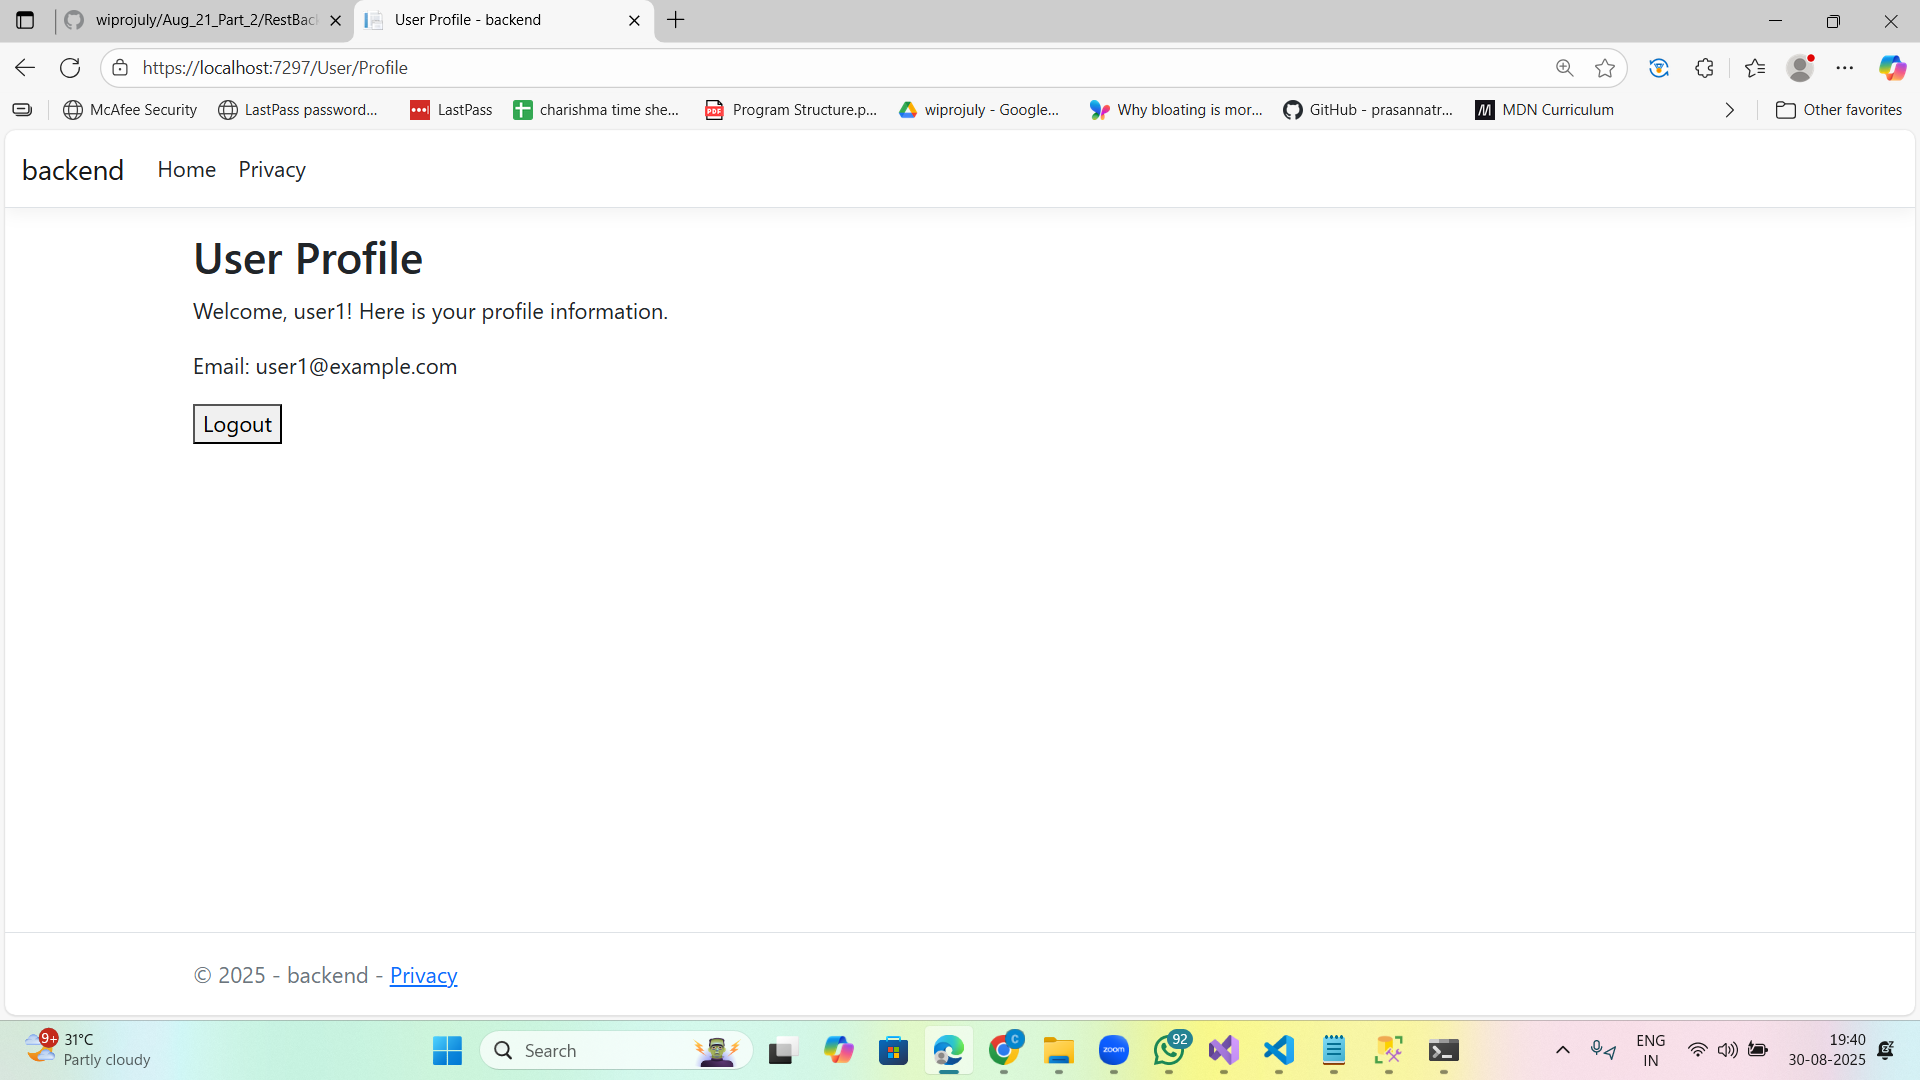 wiprojuly/Aug_21_Part_2/RestBac
User Profile - backend
https://localhost:7297/User/Profile
McAfee Security
LastPass password...
LastPass
charishma time she...
Program Structure.p...
wiprojuly - Google...
Why bloating is mor...
GitHub - prasannatr...
MDN Curriculum
Other favorites
backend
Home
Privacy
User Profile
Welcome, user1! Here is your profile information.
Email: user1@example.com
Logout
© 2025 - backend - Privacy
9+
31°C
Partly cloudy
Search
C
zoom
92
ENG
IN
19:40
30-08-2025